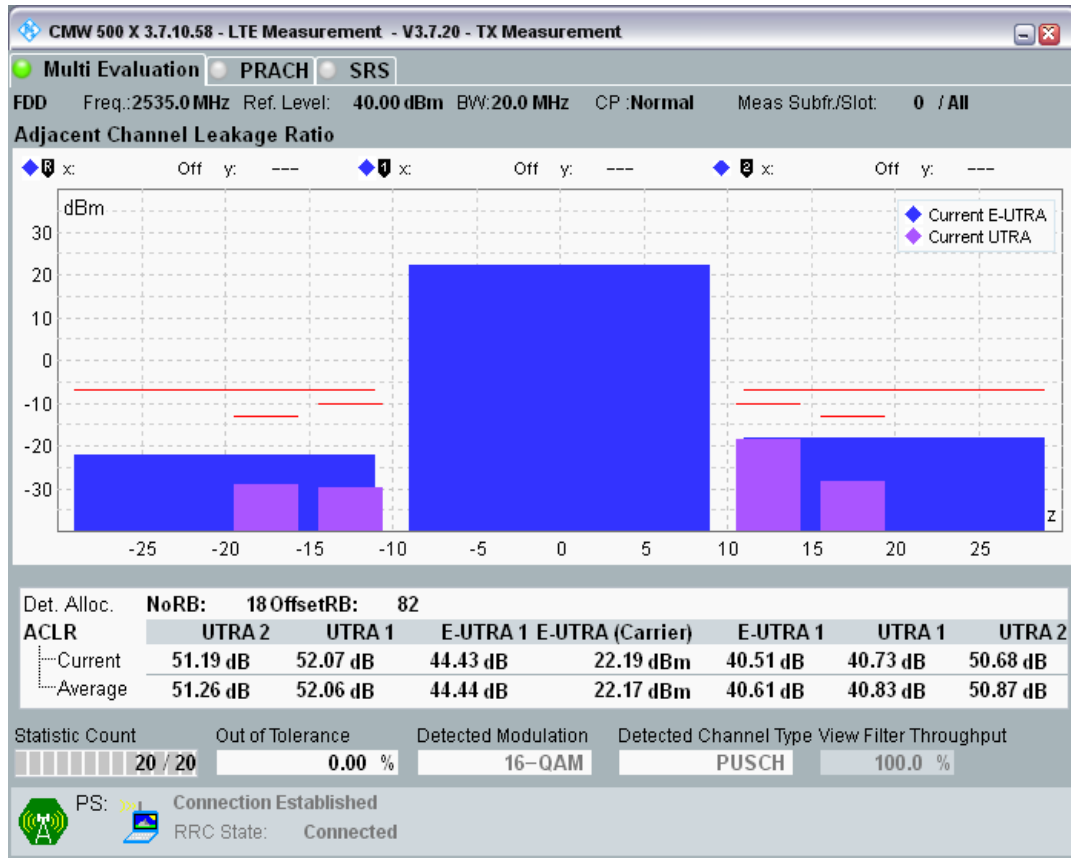 CMW 500 X 3.7.10.58 - LTE Measurement - V3.7.20 - TX Measurement
Multi Evaluation PRACH SRS
FDD Freq.:2535.0 MHz Ref. Level: 40.00 dBm BW:20.0 MHz CP :Normal Meas Subfr./Slot: 0 / All
Adjacent Channel Leakage Ratio
R x: Off y: --- 1 x: Off y: --- 2 x: Off y: ---
dBm
Current E-UTRA
Current UTRA
30
20
10
0
-10
-20
-30
z
-25 -20 -15 -10 -5 0 5 10 15 20 25
Det. Alloc. NoRB: 18 OffsetRB: 82
ACLR UTRA 2 UTRA 1 E-UTRA 1 E-UTRA (Carrier) E-UTRA 1 UTRA 1 UTRA 2
Current 51.19 dB 52.07 dB 44.43 dB 22.19 dBm 40.51 dB 40.73 dB 50.68 dB
Average 51.26 dB 52.06 dB 44.44 dB 22.17 dBm 40.61 dB 40.83 dB 50.87 dB
Statistic Count Out of Tolerance Detected Modulation Detected Channel Type View Filter Throughput
20 / 20 0.00 % 16-QAM PUSCH 100.0 %
PS: Connection Established
RRC State: Connected